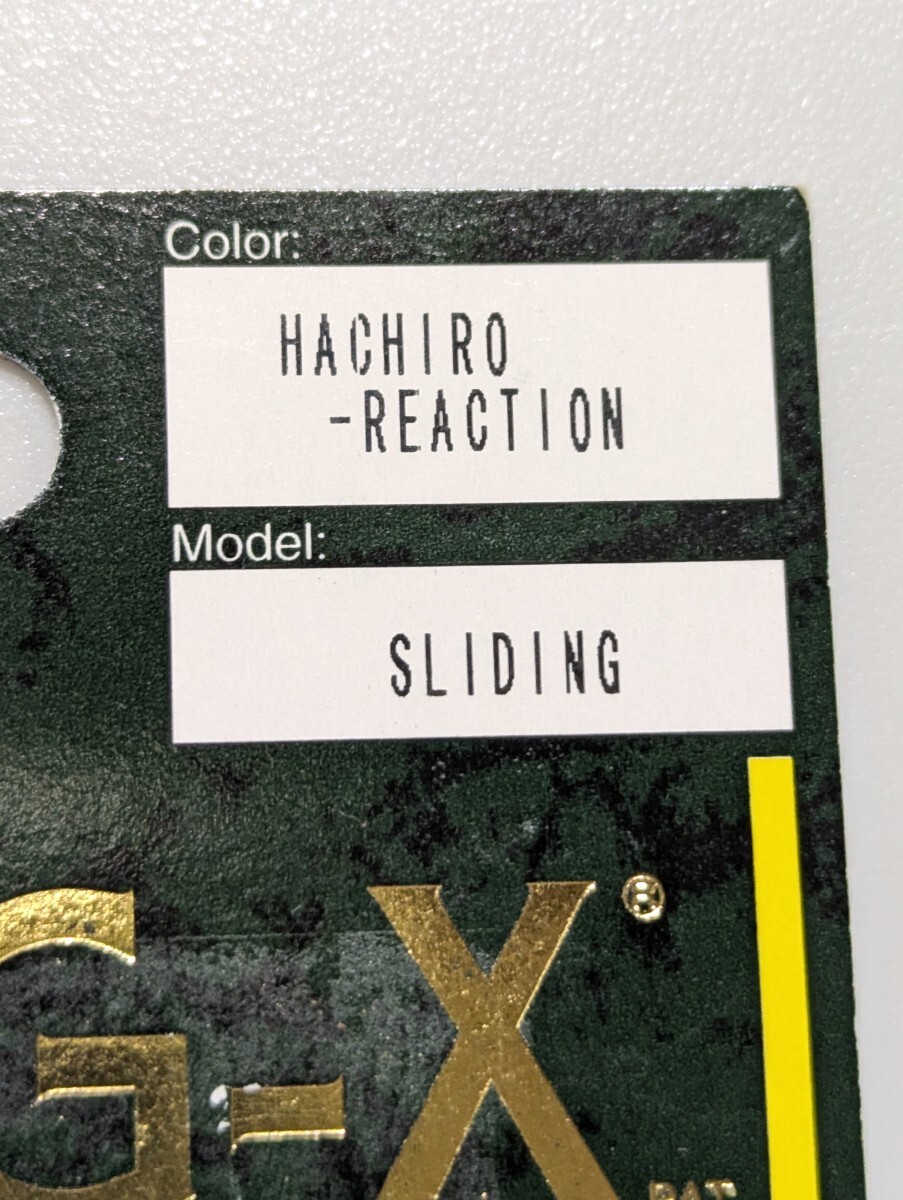 Color:
HACHIRO
-REACTION
Model:
SLIDING
G-X®